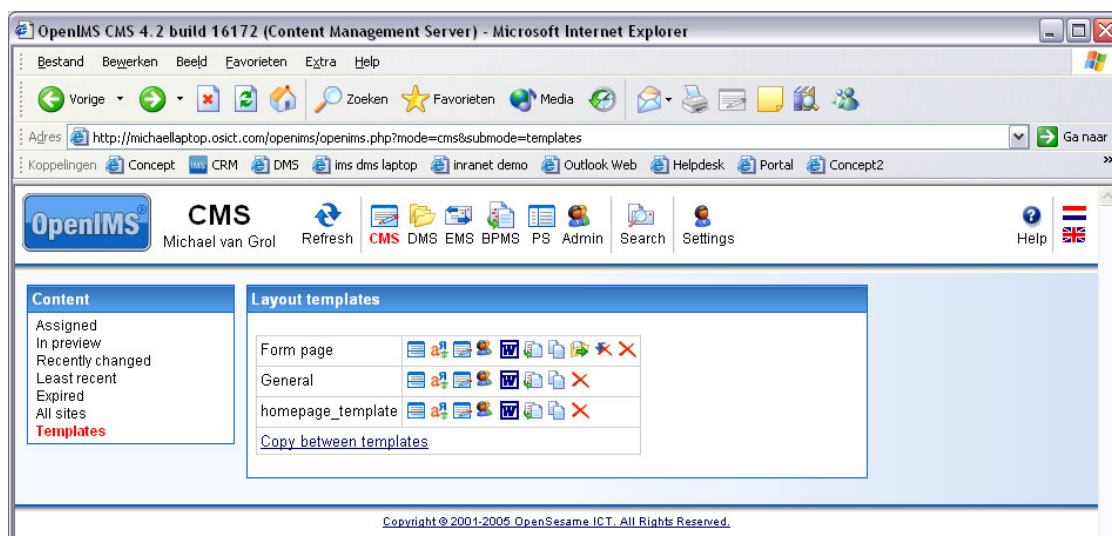 OpenIMS CMS 4.2 build 16172 (Content Management Server) - Microsoft Internet Explorer
Bestand Bewerken Beeld Favorieten Extra Help
Vorige Zoeken Favorieten Media
Adres http://michaellaptop.osict.com/openims/openims.php?mode=cms&submode=templates Ga naar
Koppelingen Concept IMS CRM DMS ims dms laptop inranet demo Outlook Web Helpdesk Portal Concept2 »
OpenIMS® CMS
Michael van Grol Refresh CMS DMS EMS BPMS PS Admin Search Settings Help
Content
Assigned
In preview
Recently changed
Least recent
Expired
All sites
Templates
Layout templates
Form page
General
homepage_template
Copy between templates
Copyright © 2001-2005 OpenSesame ICT. All Rights Reserved.